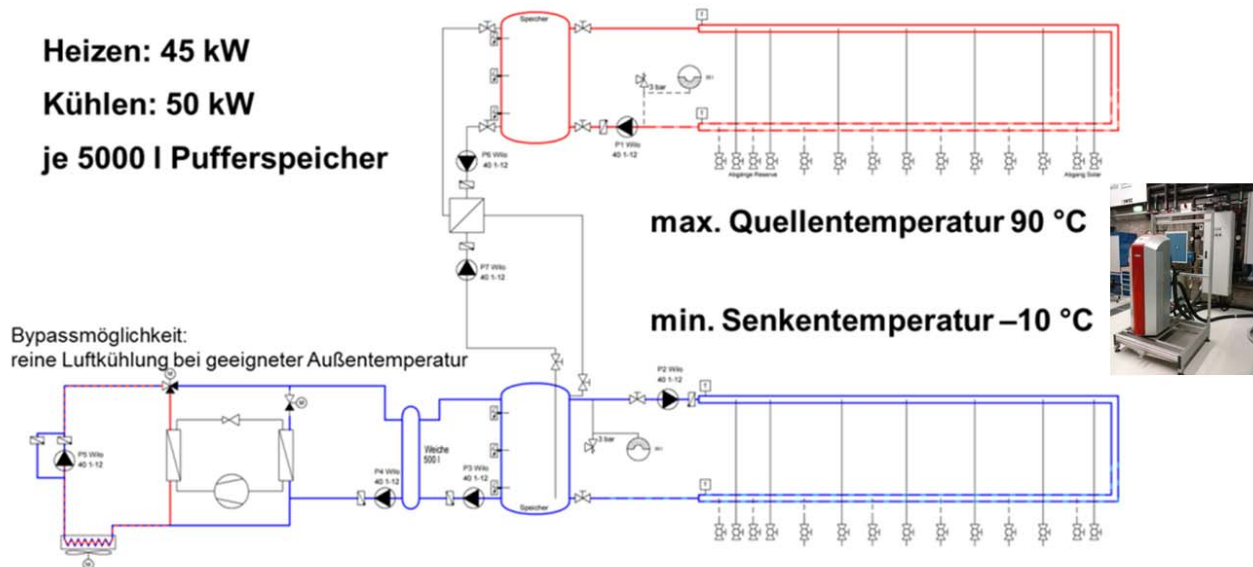 Heizen: 45 kW
Kühlen: 50 kW
je 5000 l Pufferspeicher
Speicher
T
3 bar
P1 Wilo
40 1-12
T
P6 Wilo
40 1-12
Abgänge Reserve
Abgang Solar
max. Quellentemperatur 90 °C
P7 Wilo
40 1-12
min. Senkentemperatur –10 °C
Bypassmöglichkeit:
reine Luftkühlung bei geeigneter Außentemperatur
M
M
P2 Wilo
40 1-12
T
3 bar
Weiche
500 l
P5 Wilo
40 1-12
P4 Wilo
40 1-12
P3 Wilo
40 1-12
T
Speicher
M